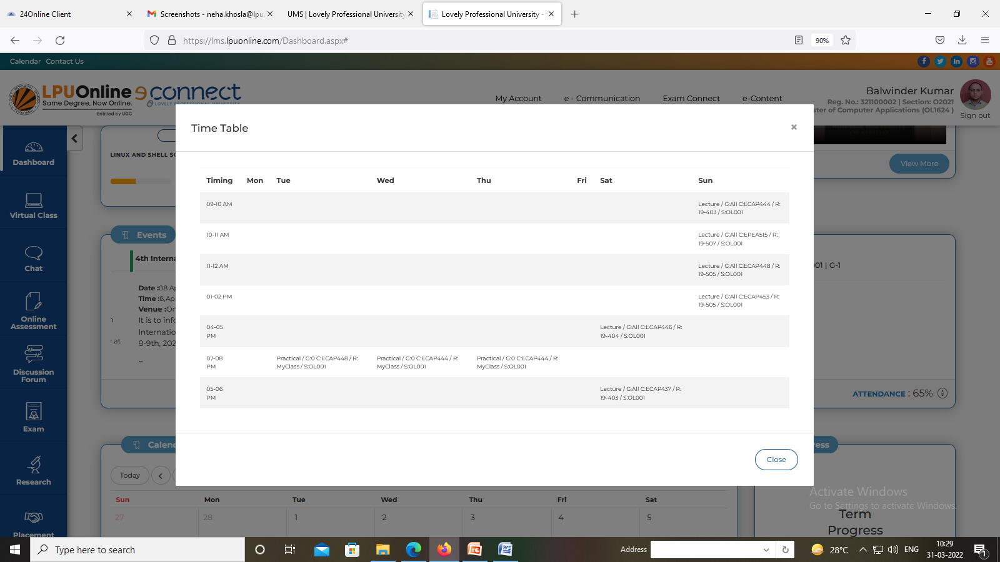 24Online Client
Screenshots - neha.khosla@lpu.
UMS | Lovely Professional University
Lovely Professional University -
https://lms.lpuonline.com/Dashboard.aspx#
90%
Calendar Contact Us
LPUOnline
Same Degree, Now Online.
Entitled by UGC
e connect
LOVELY PROFESSIONAL UNIVERSITY
My Account
e - Communication
Exam Connect
e-Content
Balwinder Kumar
Reg. No.: 321100002 | Section: O2021
ster of Computer Applications (OL1624 )
Sign out
Dashboard
Virtual Class
Chat
Online
Assessment
Discussion
Forum
Exam
Research
Placement
LINUX AND SHELL SC
View More
Events
4th Interna
Date :08 Ap
Time :8,Apr
Venue :On
It is to info
Internatio
8-9th, 202
at
Time Table
×
Timing Mon Tue Wed Thu Fri Sat Sun
09-10 AM
Lecture / G:All C:ECAP444 / R:
19-403 / S:OL001
10-11 AM
Lecture / G:All C:EPEA515 / R:
19-507 / S:OL001
11-12 AM
Lecture / G:All C:ECAP448 / R:
19-505 / S:OL001
01-02 PM
Lecture / G:All C:ECAP453 / R:
19-505 / S:OL001
04-05
PM
Lecture / G:All C:ECAP446 / R:
19-404 / S:OL001
07-08
PM
Practical / G:0 C:ECAP448 / R:
MyClass / S:OL001
Practical / G:0 C:ECAP444 / R:
MyClass / S:OL001
Practical / G:0 C:ECAP444 / R:
MyClass / S:OL001
05-06
PM
Lecture / G:All C:ECAP437 / R:
19-403 / S:OL001
Close
01 | G-1
ATTENDANCE : 65%
Calend
Today
Sun Mon Tue Wed Thu Fri Sat
27 28 1 2 3 4 5
ress
Term
Progress
Activate Windows
Go to Settings to activate Windows.
Type here to search
Address
28°C
ENG
10:29
31-03-2022
1